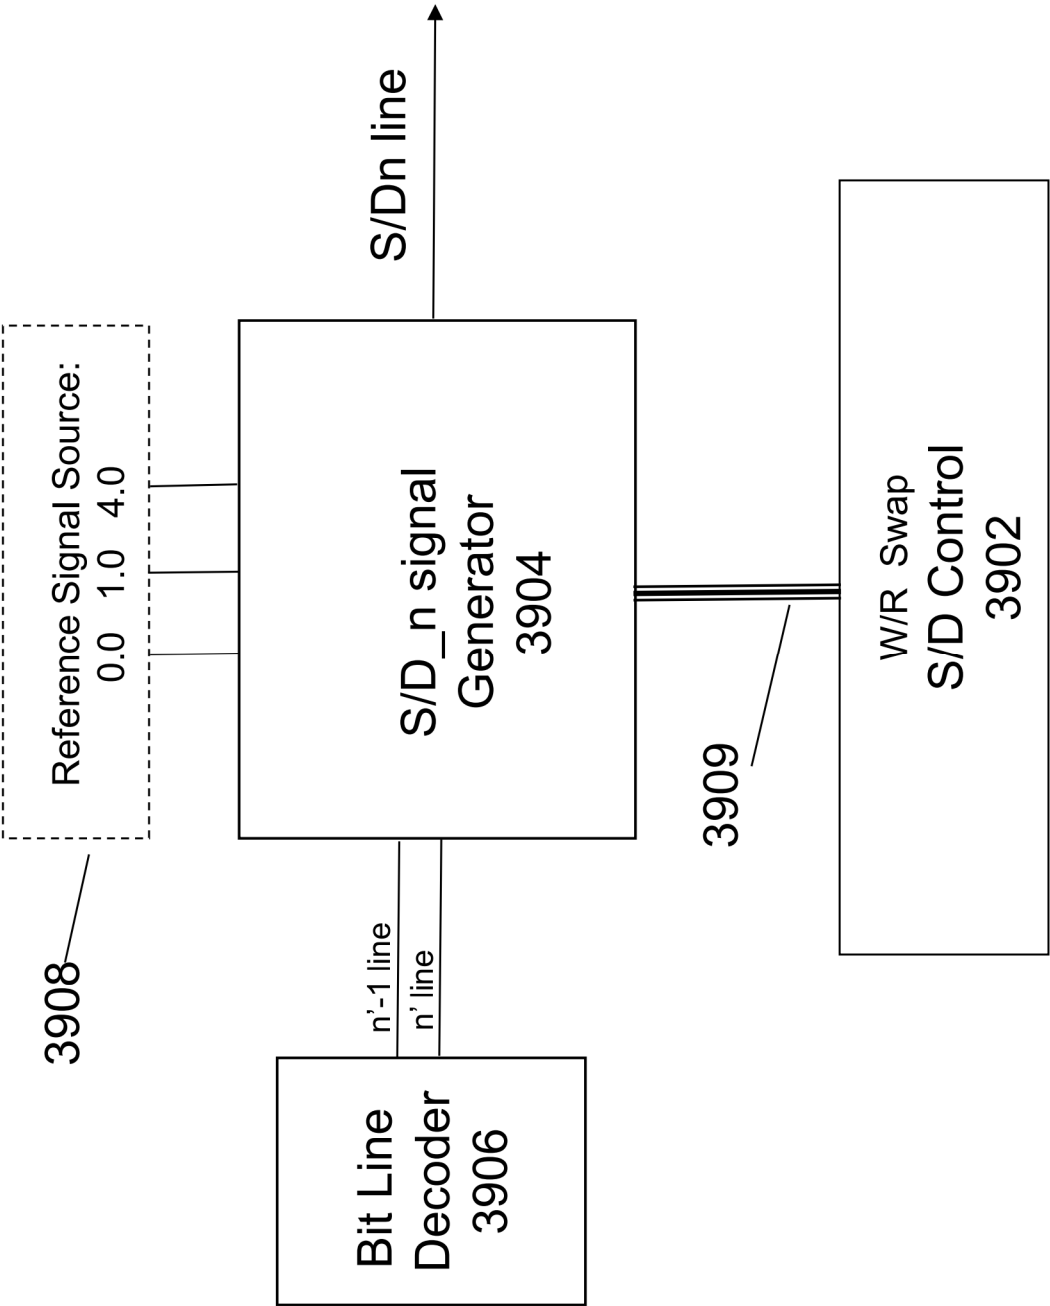 3908
Reference Signal Source:
0.0 1.0 4.0
Bit Line
Decoder
3906
n'-1 line
n' line
S/D_n signal
Generator
3904
S/Dn line
3909
W/R Swap
S/D Control
3902